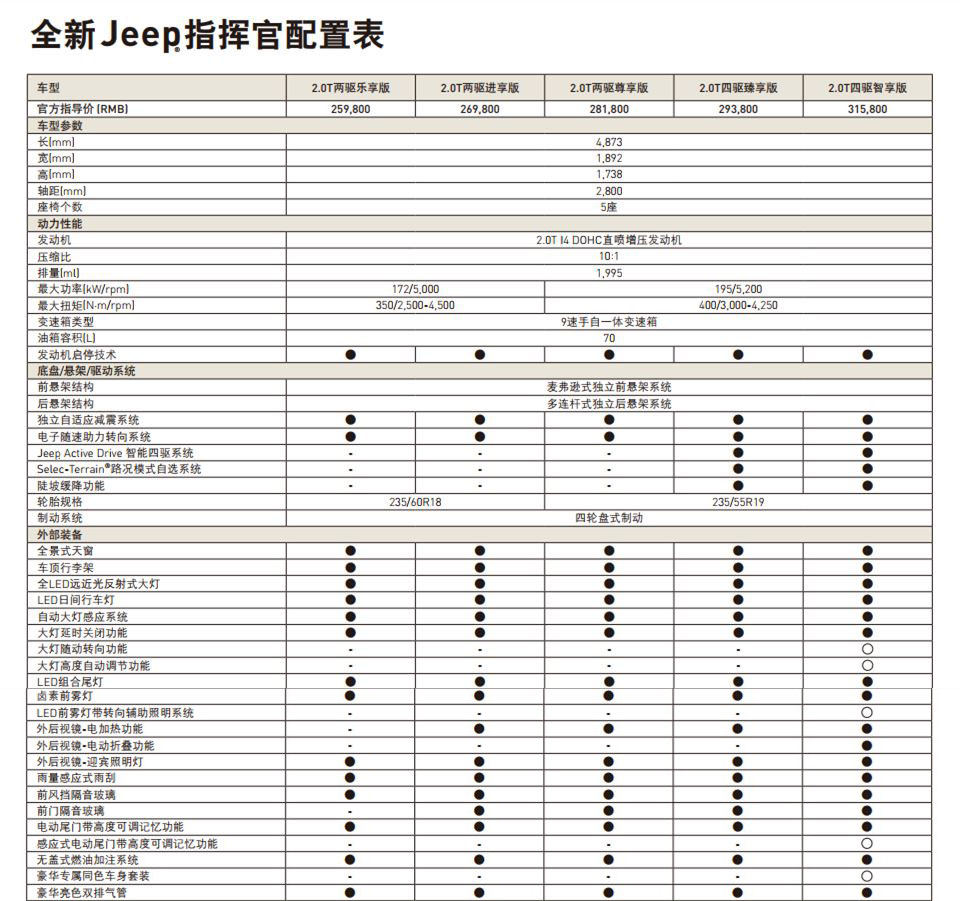 全新Jeep®指挥官配置表
车型 2.0T两驱乐享版 2.0T两驱进享版 2.0T两驱尊享版 2.0T四驱臻享版 2.0T四驱智享版
官方指导价 (RMB) 259,800 269,800 281,800 293,800 315,800
车型参数
长(mm) 4,873
宽(mm) 1,892
高(mm) 1,738
轴距(mm) 2,800
座椅个数 5座
动力性能
发动机 2.0T I4 DOHC直喷增压发动机
压缩比 10:1
排量(ml) 1,995
最大功率(kW/rpm) 172/5,000 195/5,200
最大扭矩(N·m/rpm) 350/2,500-4,500 400/3,000-4,250
变速箱类型 9速手自一体变速箱
油箱容积(L) 70
发动机启停技术 ● ● ● ● ●
底盘/悬架/驱动系统
前悬架结构 麦弗逊式独立前悬架系统
后悬架结构 多连杆式独立后悬架系统
独立自适应减震系统 ● ● ● ● ●
电子随速助力转向系统 ● ● ● ● ●
Jeep Active Drive 智能四驱系统 - - - ● ●
Selec-Terrain®路况模式自选系统 - - - ● ●
陡坡缓降功能 - - - ● ●
轮胎规格 235/60R18 235/55R19
制动系统 四轮盘式制动
外部装备
全景式天窗 ● ● ● ● ●
车顶行李架 ● ● ● ● ●
全LED远近光反射式大灯 ● ● ● ● ●
LED日间行车灯 ● ● ● ● ●
自动大灯感应系统 ● ● ● ● ●
大灯延时关闭功能 ● ● ● ● ●
大灯随动转向功能 - - - - ○
大灯高度自动调节功能 - - - - ○
LED组合尾灯 ● ● ● ● ●
卤素前雾灯 ● ● ● ● ●
LED前雾灯带转向辅助照明系统 - - - - ○
外后视镜-电加热功能 - ● ● ● ●
外后视镜-电动折叠功能 - - - - ●
外后视镜-迎宾照明灯 ● ● ● ● ●
雨量感应式雨刮 ● ● ● ● ●
前风挡隔音玻璃 ● ● ● ● ●
前门隔音玻璃 - ● ● ● ●
电动尾门带高度可调记忆功能 ● ● ● ● ●
感应式电动尾门带高度可调记忆功能 - - - - ○
无盖式燃油加注系统 ● ● ● ● ●
豪华专属同色车身套装 - - - - ○
豪华亮色双排气管 ● ● ● ● ●